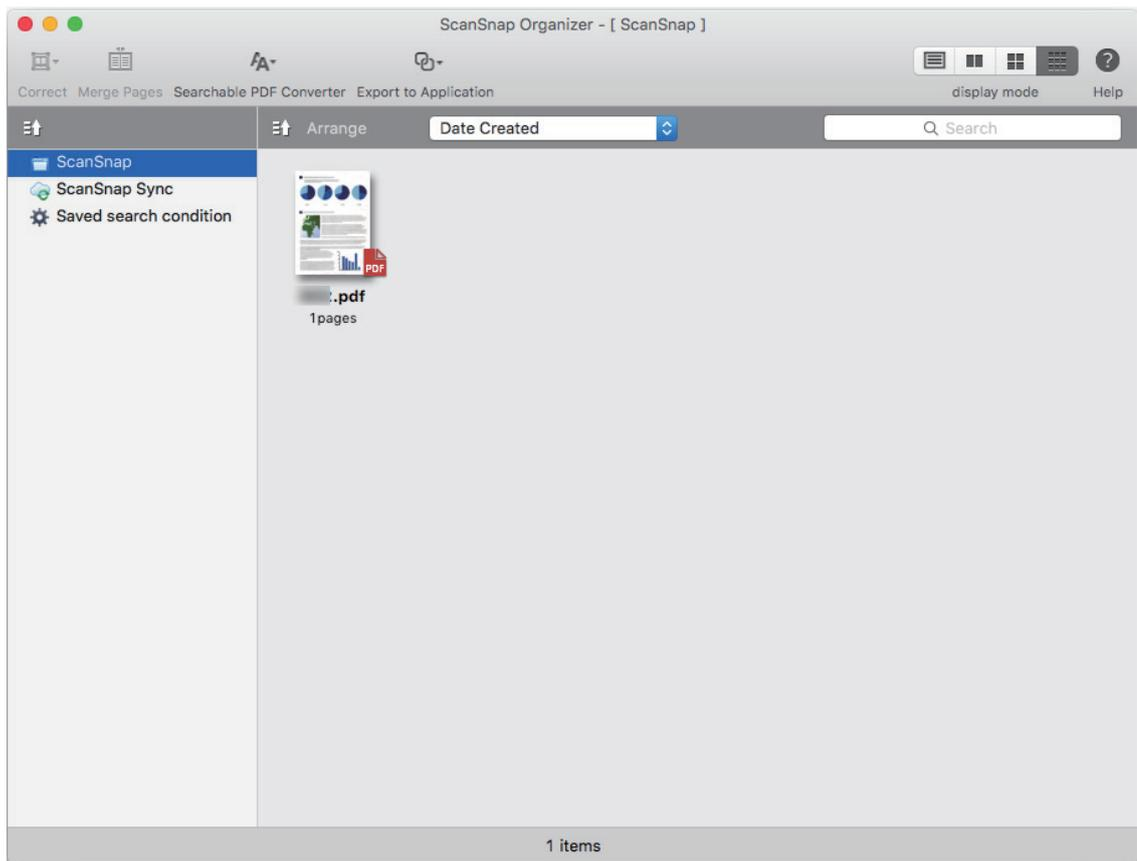 ScanSnap Organizer - [ ScanSnap ]
Correct Merge Pages Searchable PDF Converter Export to Application display mode Help
Arrange Date Created Search
ScanSnap
ScanSnap Sync
Saved search condition
PDF
.pdf
1pages
1 items